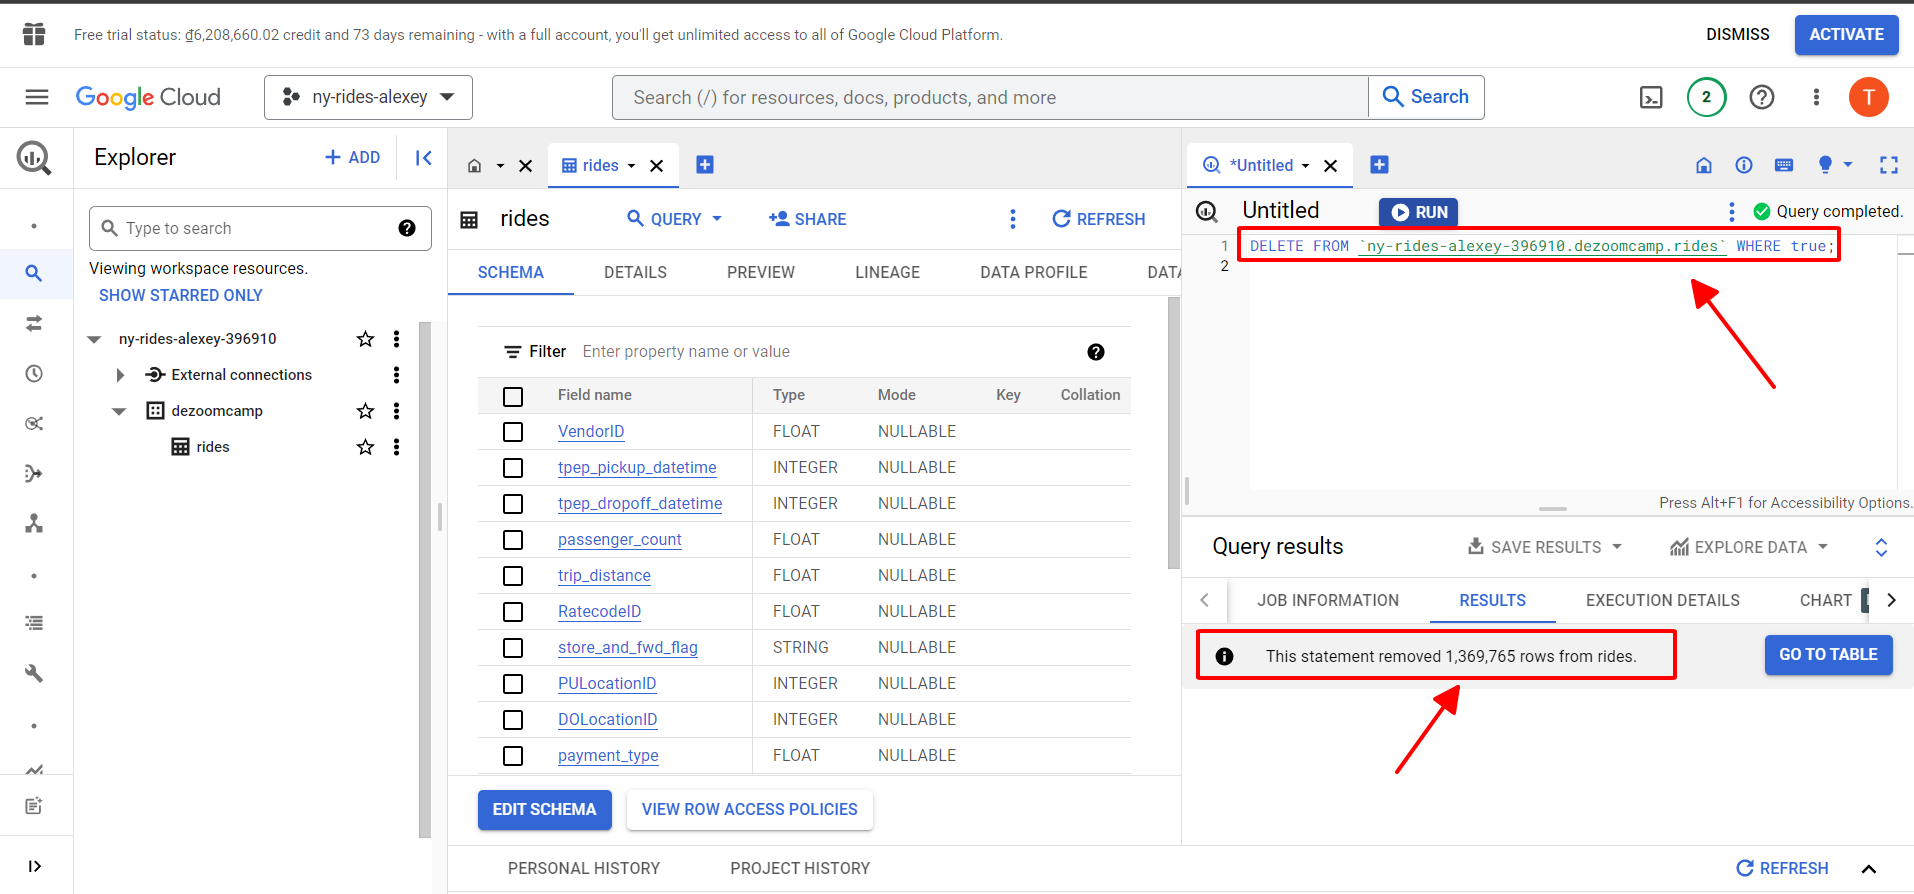 Free trial status: ₫6,208,660.02 credit and 73 days remaining - with a full account, you'll get unlimited access to all of Google Cloud Platform.
DISMISS
ACTIVATE
Google Cloud
ny-rides-alexey
Search (/) for resources, docs, products, and more
Search
2
T
Explorer
+ ADD
Type to search
Viewing workspace resources.
SHOW STARRED ONLY
ny-rides-alexey-396910
External connections
dezoomcamp
rides
rides
rides
QUERY
SHARE
REFRESH
SCHEMA
DETAILS
PREVIEW
LINEAGE
DATA PROFILE
DATA
Filter
Enter property name or value
Field name Type Mode Key Collation
VendorID FLOAT NULLABLE
tpep_pickup_datetime INTEGER NULLABLE
tpep_dropoff_datetime INTEGER NULLABLE
passenger_count FLOAT NULLABLE
trip_distance FLOAT NULLABLE
RatecodeID FLOAT NULLABLE
store_and_fwd_flag STRING NULLABLE
PULocationID INTEGER NULLABLE
DOLocationID INTEGER NULLABLE
payment_type FLOAT NULLABLE
EDIT SCHEMA
VIEW ROW ACCESS POLICIES
*Untitled
Untitled
RUN
Query completed.
1 DELETE FROM `ny-rides-alexey-396910.dezoomcamp.rides` WHERE true;
2
Press Alt+F1 for Accessibility Options.
Query results
SAVE RESULTS
EXPLORE DATA
JOB INFORMATION
RESULTS
EXECUTION DETAILS
CHART
This statement removed 1,369,765 rows from rides.
GO TO TABLE
PERSONAL HISTORY
PROJECT HISTORY
REFRESH